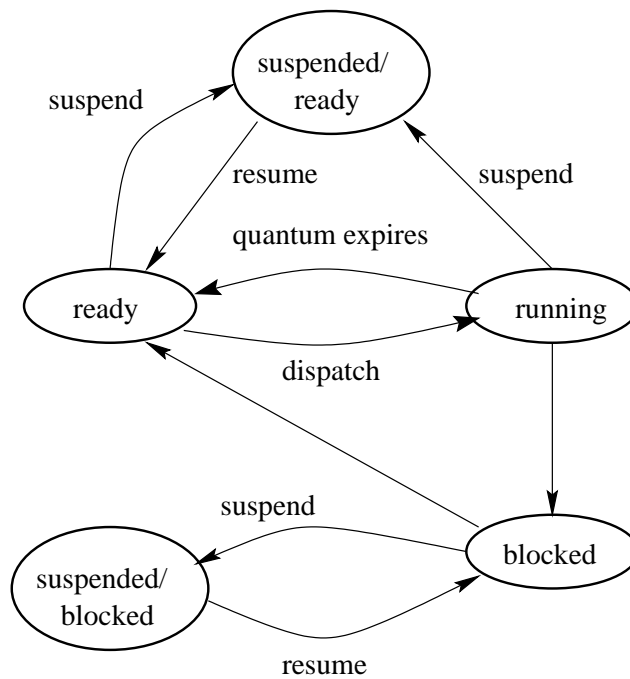 suspended/
ready
suspend
resume
suspend
quantum expires
ready
running
dispatch
suspend
blocked
suspended/
blocked
resume